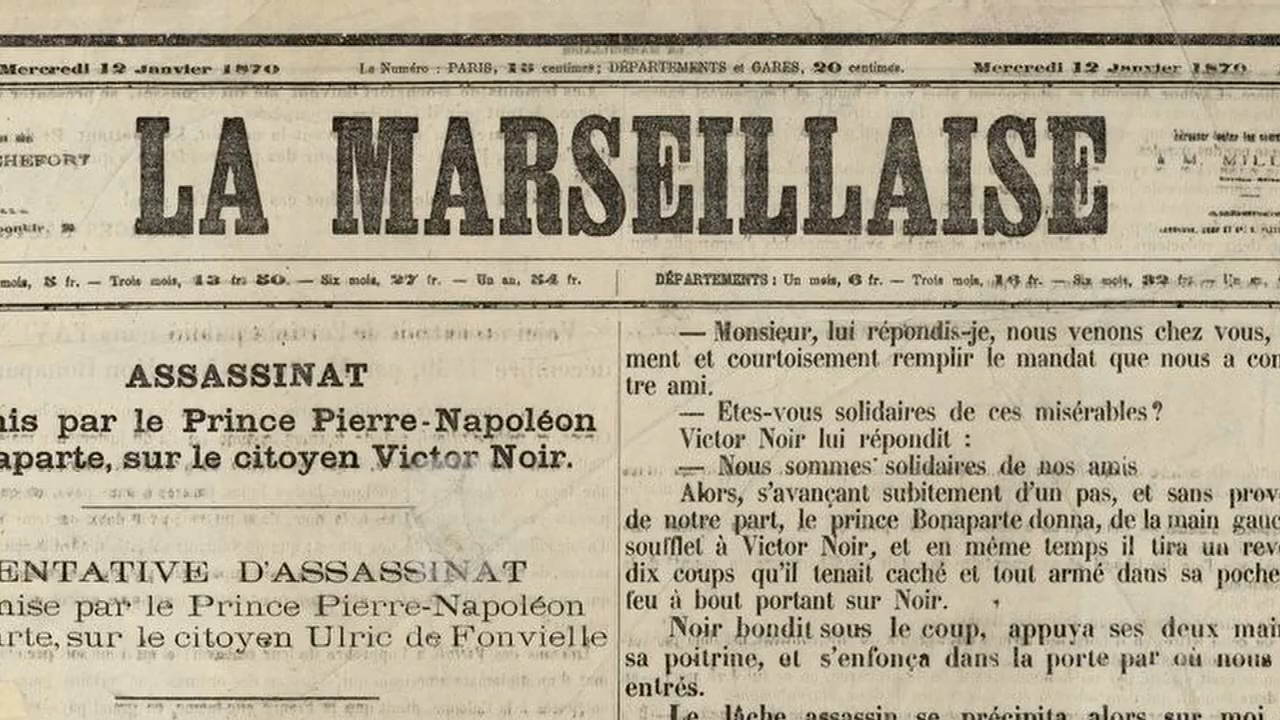 Mercredi 12 Janvier 1870
Le Numéro : PARIS, 15 centimes; DÉPARTEMENTS et GARES, 20 centimes.
Mercredi 12 Janvier 1870
CHEFORT
LA MARSEILLAISE
A M. MILL
mois, 5 fr. — Trois mois, 13 fr. 50. — Six mois, 27 fr. — Un an, 54 fr.
DÉPARTEMENTS : Un mois, 6 fr. — Trois mois, 16 fr. — Six mois, 32 fr. — Un
ASSASSINAT
is par le Prince Pierre-Napoléon
aparte, sur le citoyen Victor Noir.
ENTATIVE D'ASSASSINAT
mise par le Prince Pierre-Napoléon
arte, sur le citoyen Ulric de Fonvielle
— Monsieur, lui répondis-je, nous venons chez vous,
ment et courtoisement remplir le mandat que nous a con
tre ami.
— Etes-vous solidaires de ces misérables ?
Victor Noir lui répondit :
— Nous sommes solidaires de nos amis
Alors, s'avançant subitement d'un pas, et sans prov
de notre part, le prince Bonaparte donna, de la main gauc
soufflet à Victor Noir, et en même temps il tira un rev
dix coups qu'il tenait caché et tout armé dans sa poche
feu à bout portant sur Noir.
Noir bondit sous le coup, appuya ses deux main
sa poitrine, et s'enfonça dans la porte par où nous
entrés.
Le lâche assassin se précipita alors sur moi